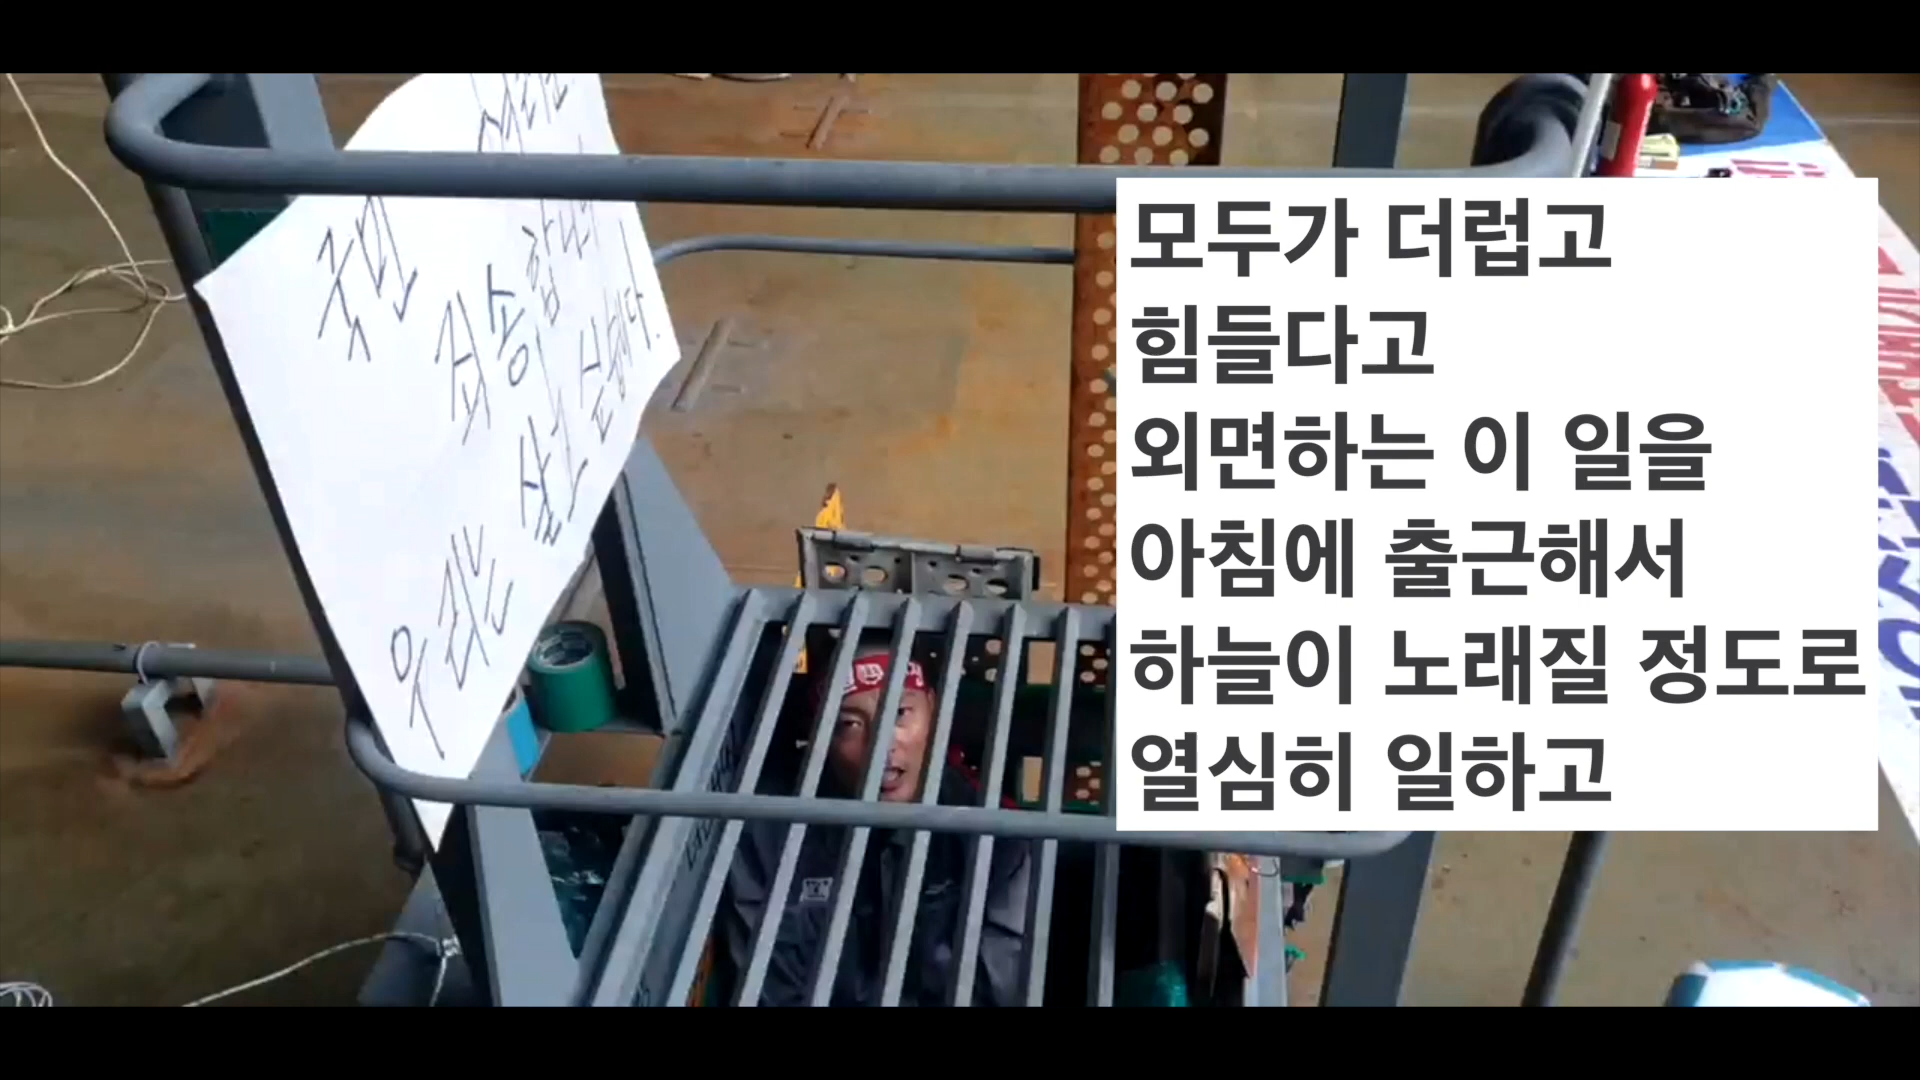 국민
죄송합니다
우리는 살고 싶습니다.
모두가 더럽고
힘들다고
외면하는 이 일을
아침에 출근해서
하늘이 노래질 정도로
열심히 일하고